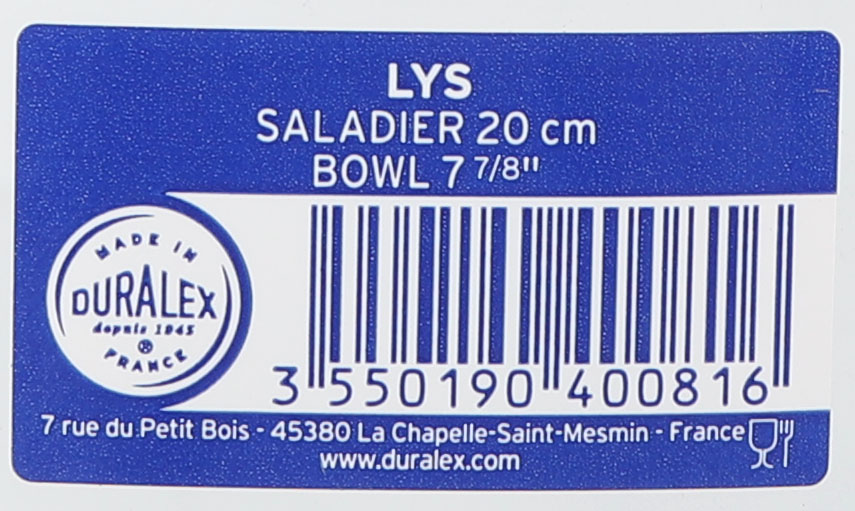 LYS
SALADIER 20 cm
BOWL 7 7/8"
MADE IN
DURALEX
depuis 1945
®
FRANCE
3 550190 400816
7 rue du Petit Bois - 45380 La Chapelle-Saint-Mesmin - France
www.duralex.com